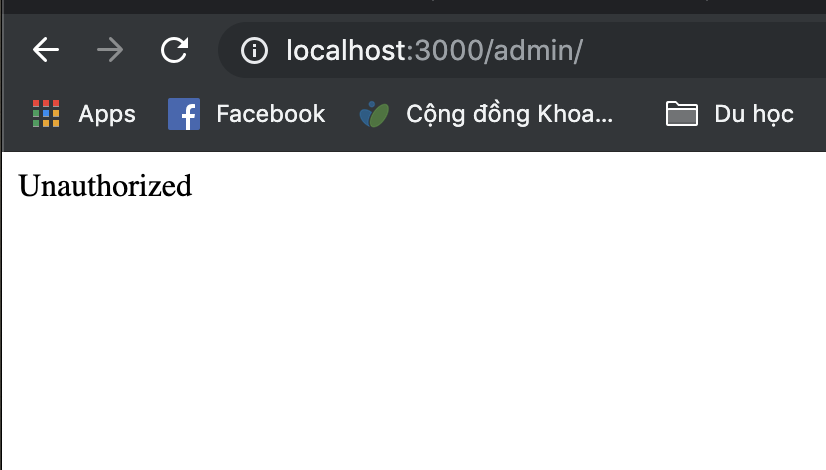 localhost:3000/admin/
Apps Facebook Cộng đồng Khoa... Du học
Unauthorized